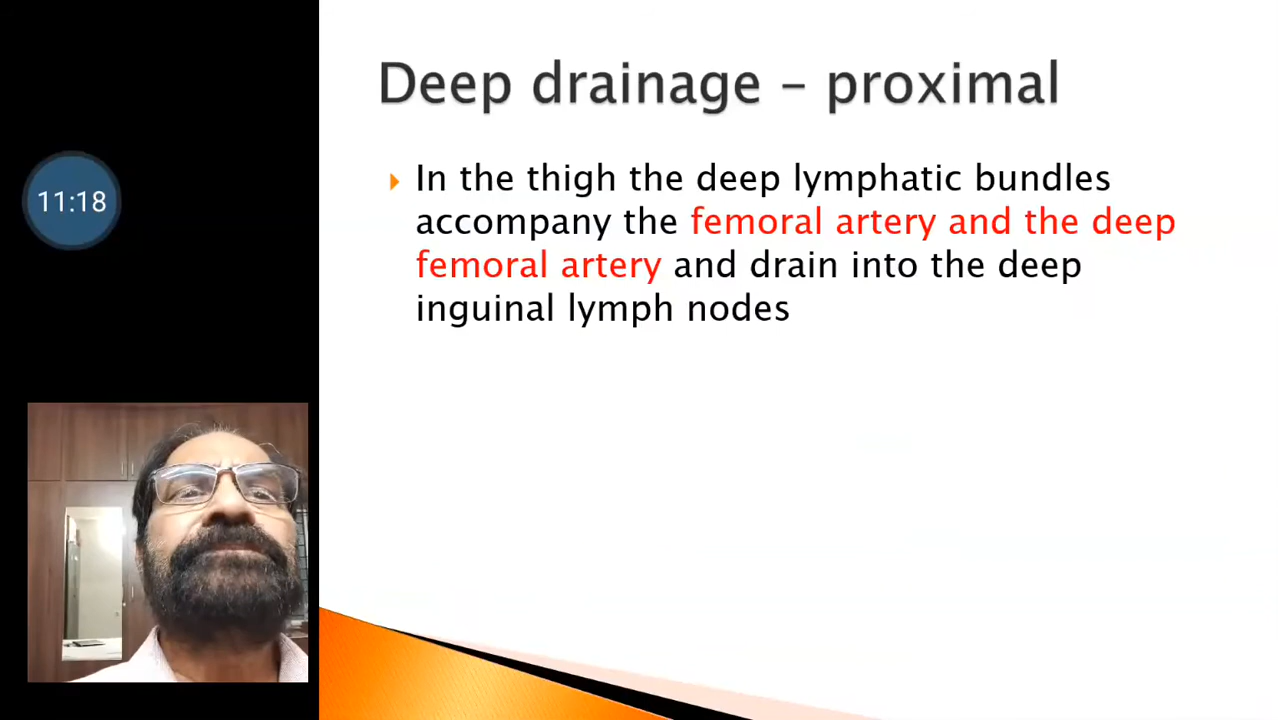 Deep drainage – proximal
11:18
In the thigh the deep lymphatic bundles
accompany the femoral artery and the deep
femoral artery and drain into the deep
inguinal lymph nodes